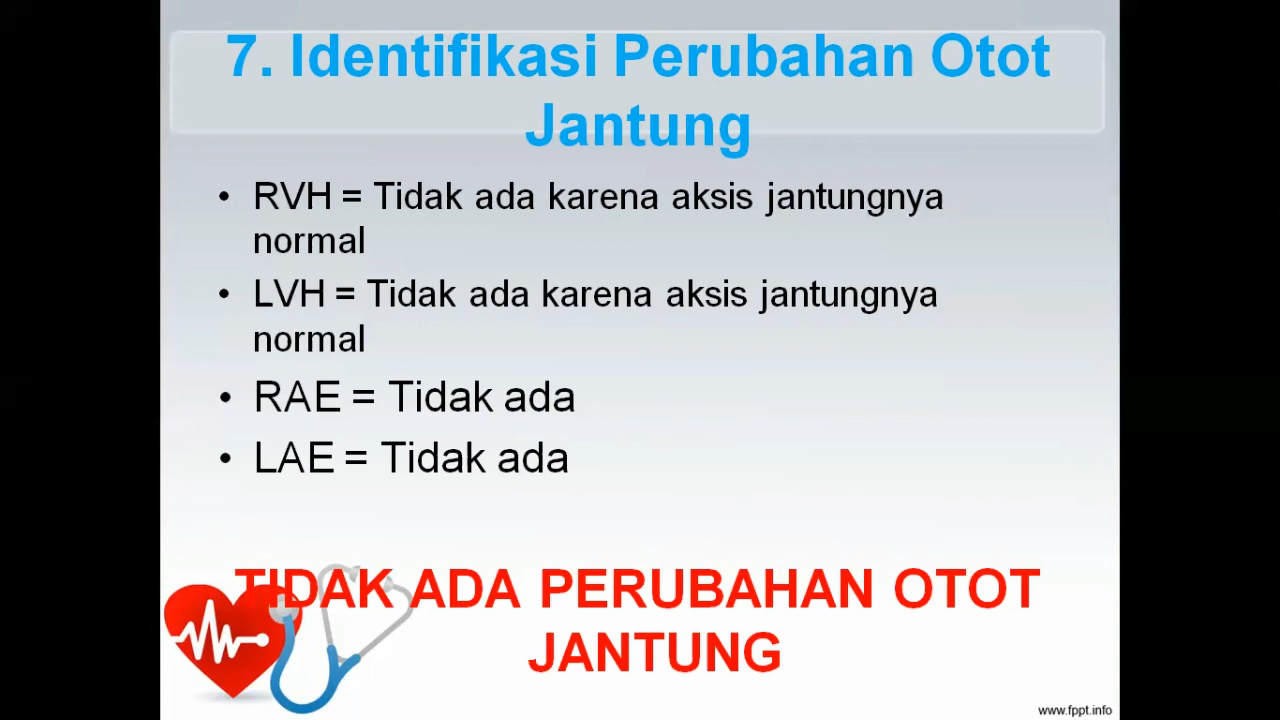 7. Identifikasi Perubahan Otot
Jantung
• RVH = Tidak ada karena aksis jantungnya
normal
• LVH = Tidak ada karena aksis jantungnya
normal
• RAE = Tidak ada
• LAE = Tidak ada
TIDAK ADA PERUBAHAN OTOT
JANTUNG
www.fppt.info